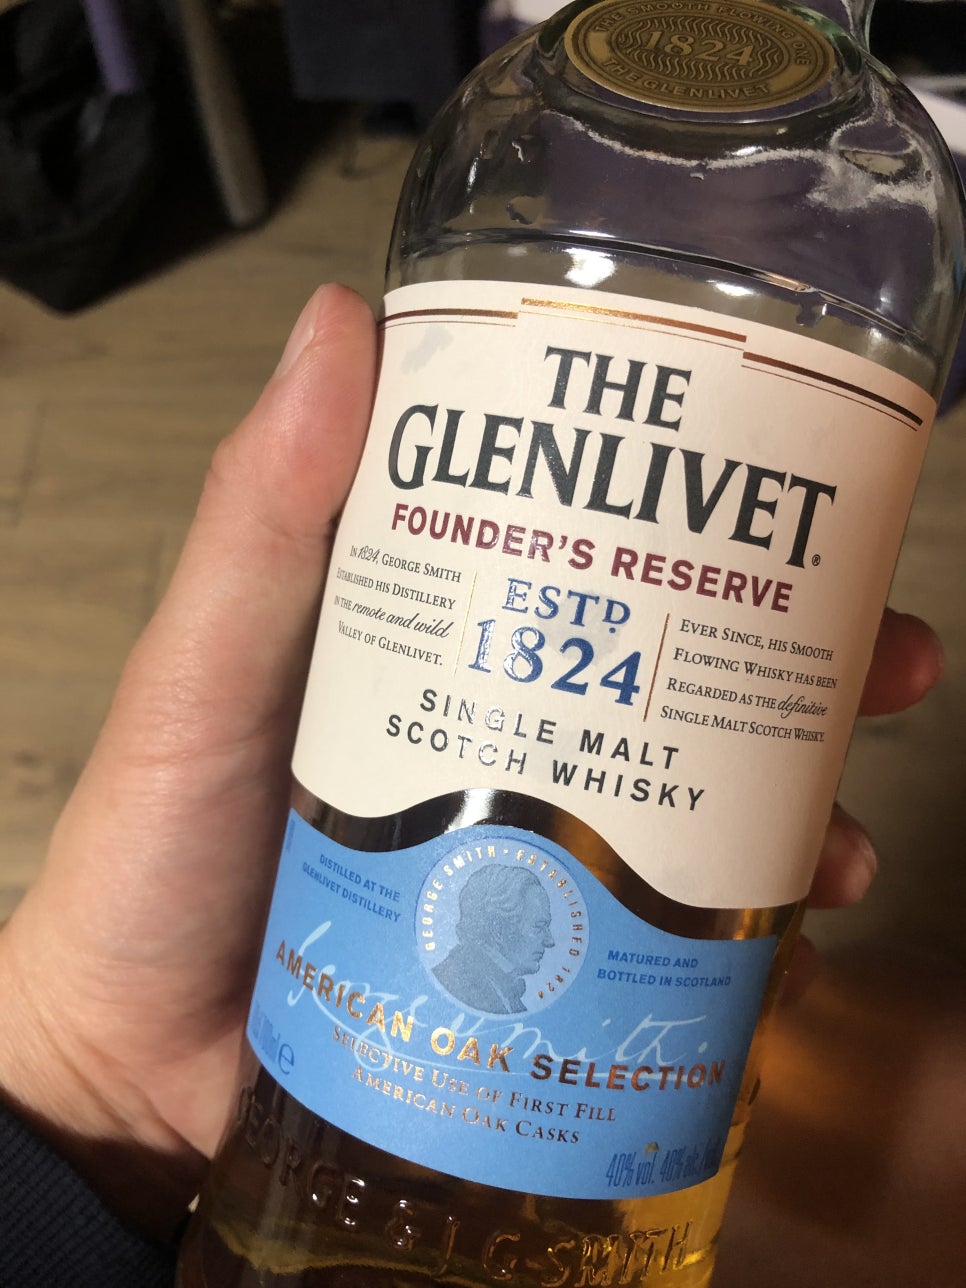 THE SMOOTH FLOWING ONE
1824
THE GLENLIVET
THE
GLENLIVET®
FOUNDER'S RESERVE
IN 1824, GEORGE SMITH
ESTABLISHED HIS DISTILLERY
IN THE remote and wild
VALLEY OF GLENLIVET.
ESTD
1824
EVER SINCE, HIS SMOOTH
FLOWING WHISKY HAS BEEN
REGARDED AS THE definitive
SINGLE MALT SCOTCH WHISKY.
SINGLE MALT
SCOTCH WHISKY
DISTILLED AT THE
GLENLIVET DISTILLERY
GEORGE SMITH · ESTABLISHED 1824
MATURED AND
BOTTLED IN SCOTLAND
George Smith.
AMERICAN OAK SELECTION
SELECTIVE USE OF FIRST FILL
AMERICAN OAK CASKS
e
40% vol. 40% alc.
GEORGE & J G SMITH